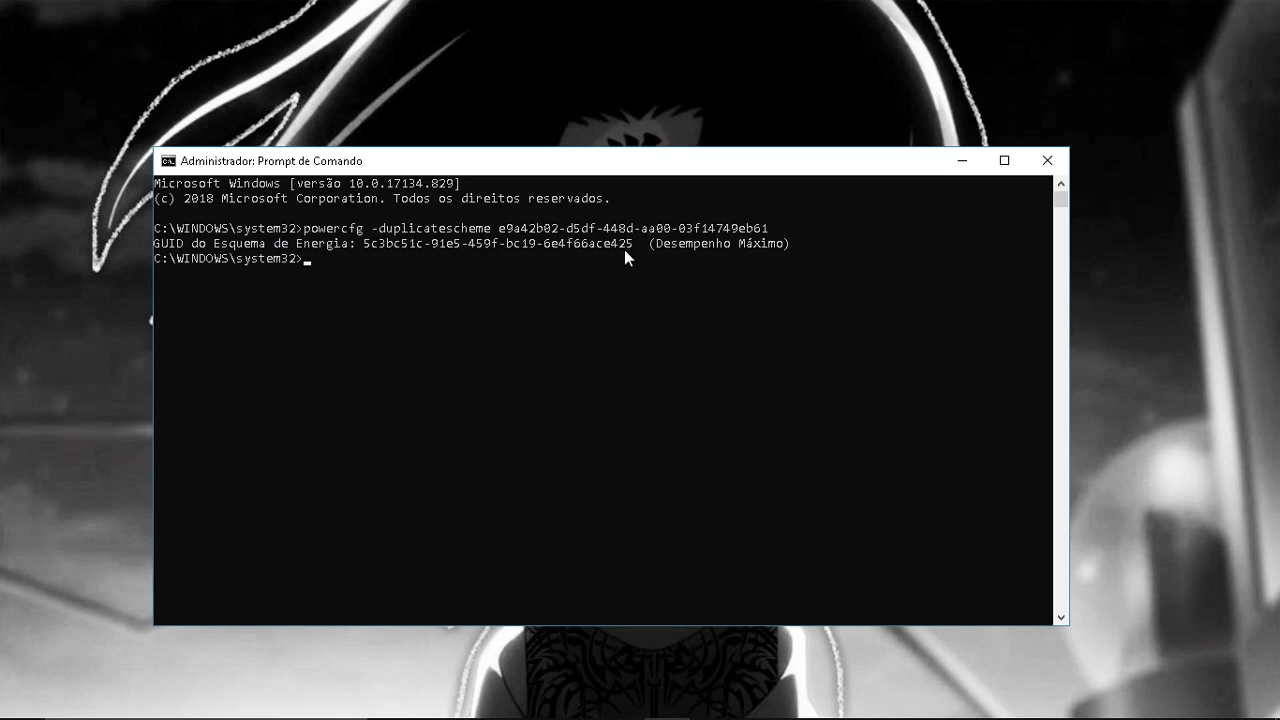 Administrador: Prompt de Comando
Microsoft Windows [versão 10.0.17134.829]
(c) 2018 Microsoft Corporation. Todos os direitos reservados.
C:\WINDOWS\system32>powercfg -duplicatescheme e9a42b02-d5df-448d-aa00-03f14749eb61
GUID do Esquema de Energia: 5c3bc51c-91e5-459f-bc19-6e4f66ace425  (Desempenho Máximo)
C:\WINDOWS\system32>